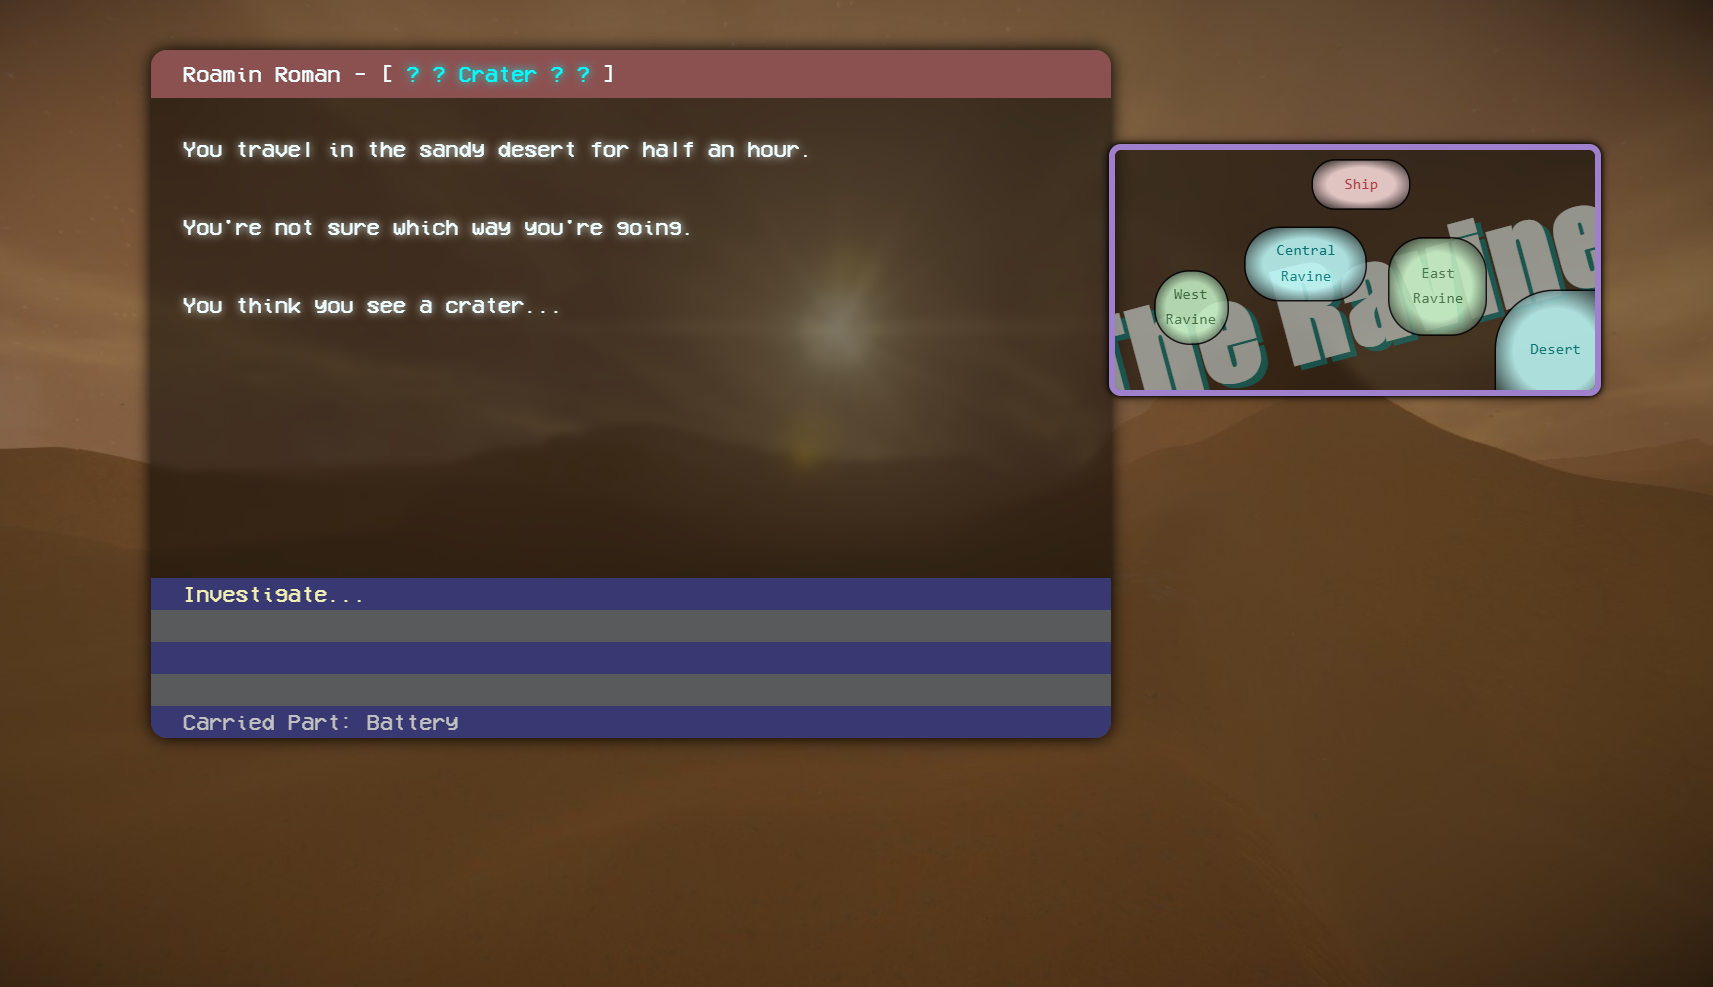 Roamin Roman - [ ? ? Crater ? ? ]
You travel in the sandy desert for half an hour.
You're not sure which way you're going.
You think you see a crater...
Investigate...
Carried Part: Battery
Ship
Central
Ravine
East
Ravine
West
Ravine
Desert
The Ravine